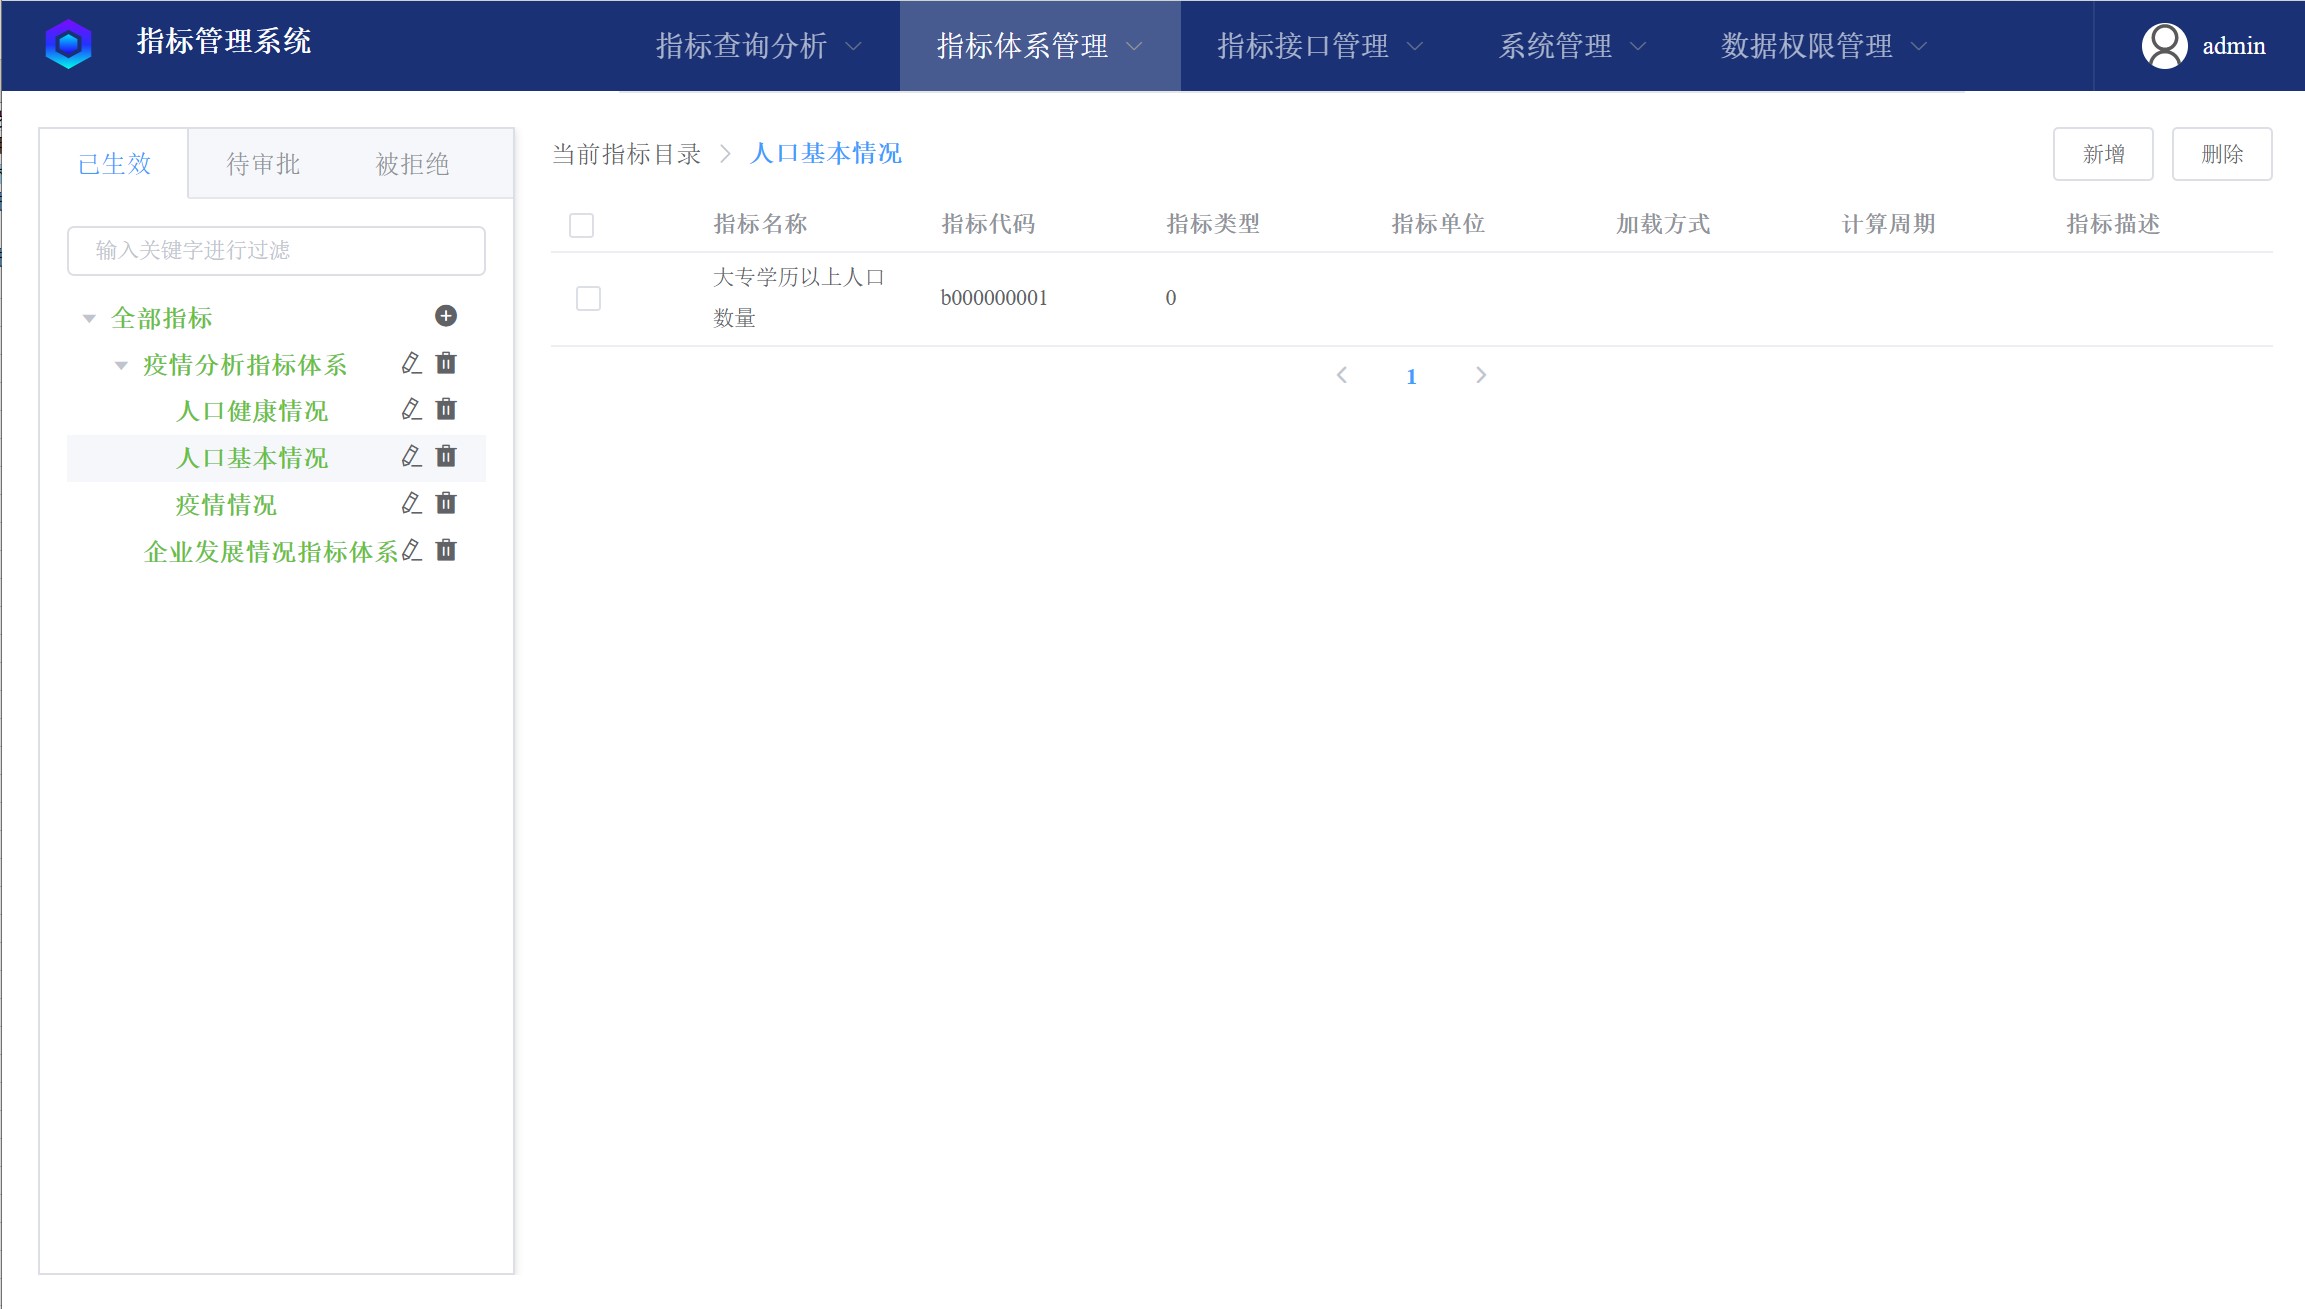 指标管理系统
指标查询分析 指标体系管理 指标接口管理 系统管理 数据权限管理 admin
已生效 待审批 被拒绝
输入关键字进行过滤
全部指标
疫情分析指标体系
人口健康情况
人口基本情况
疫情情况
企业发展情况指标体系
当前指标目录 > 人口基本情况
新增 删除
指标名称 指标代码 指标类型 指标单位 加载方式 计算周期 指标描述
大专学历以上人口
数量
b000000001 0
< 1 >